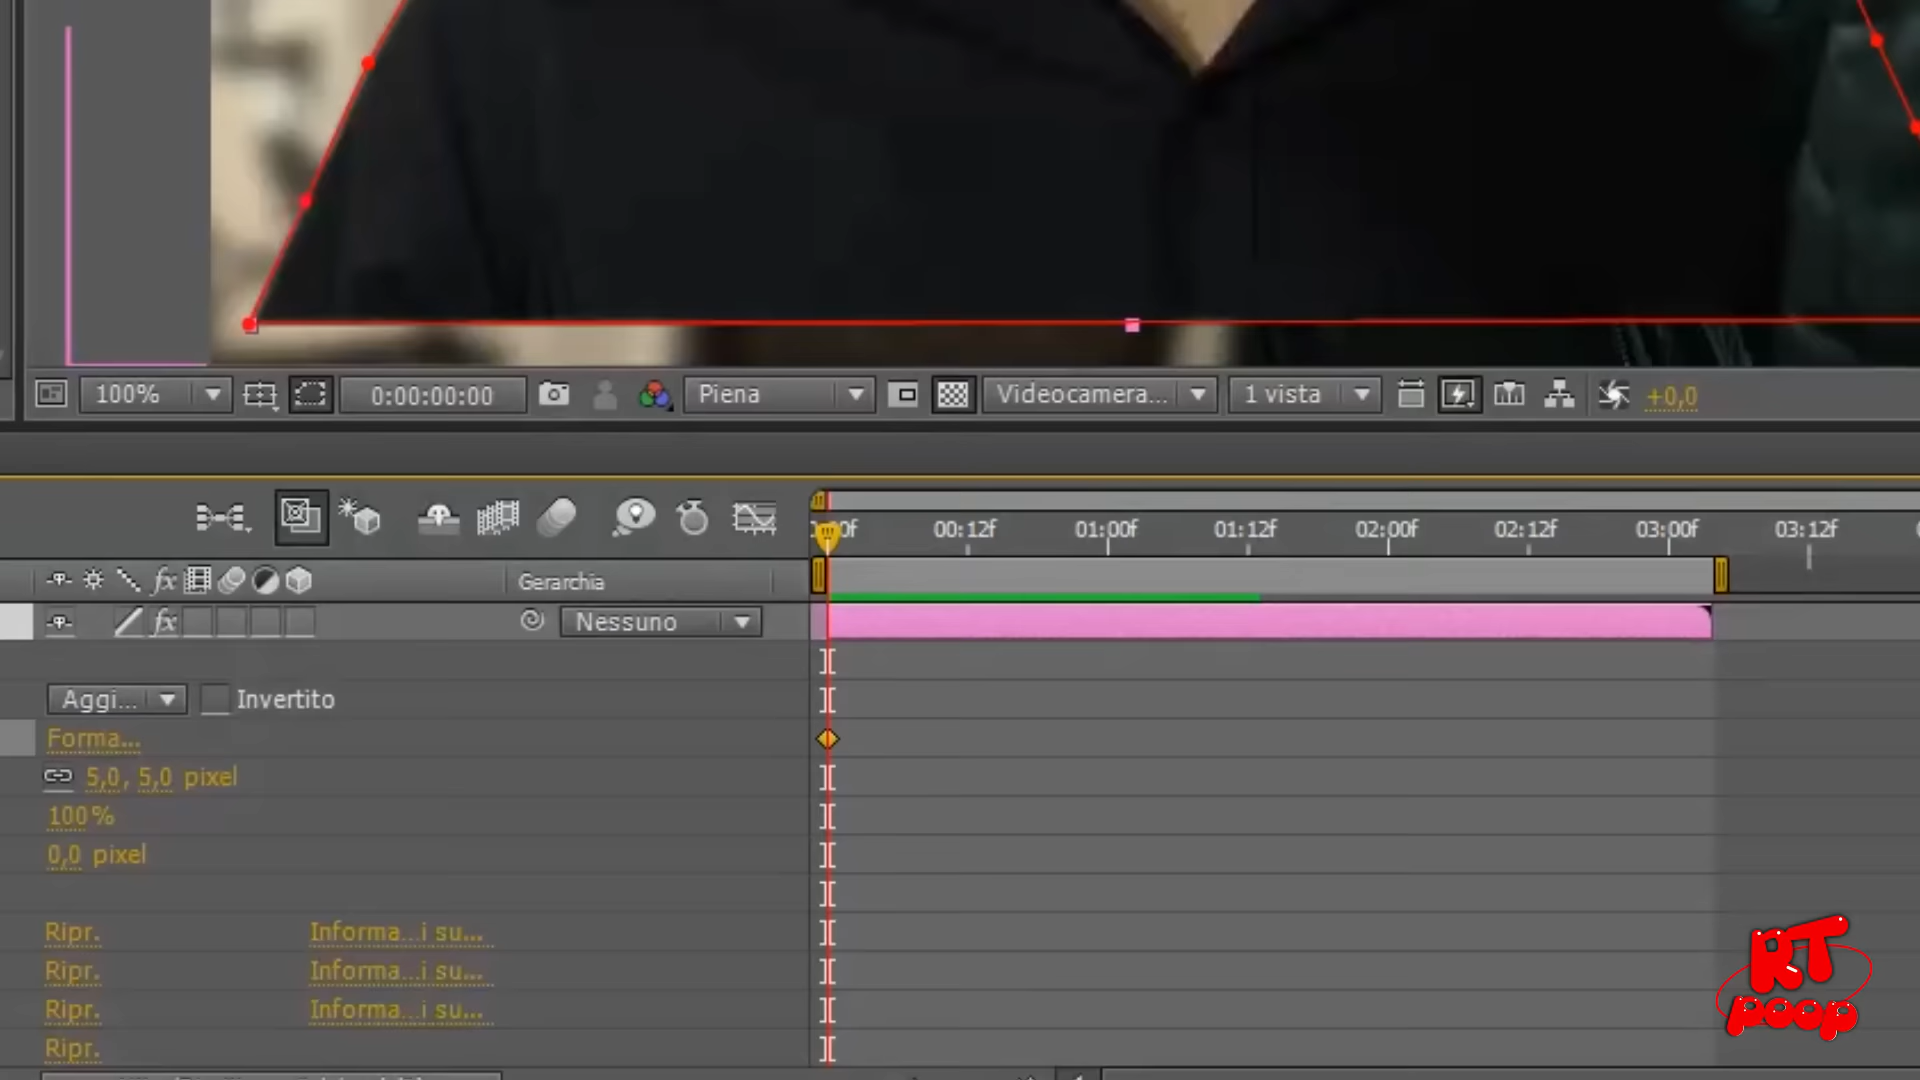 100% 0:00:00:00 Piena Videocamera... 1 vista +0,0
00:12f 01:00f 01:12f 02:00f 02:12f 03:00f 03:12f
fx Gerarchia
fx Nessuno
Aggi... Invertito
Forma...
5,0, 5,0 pixel
100%
0,0 pixel
Ripr. Informa...i su...
Ripr. Informa...i su...
Ripr. Informa...i su...
Ripr.
RT
poop